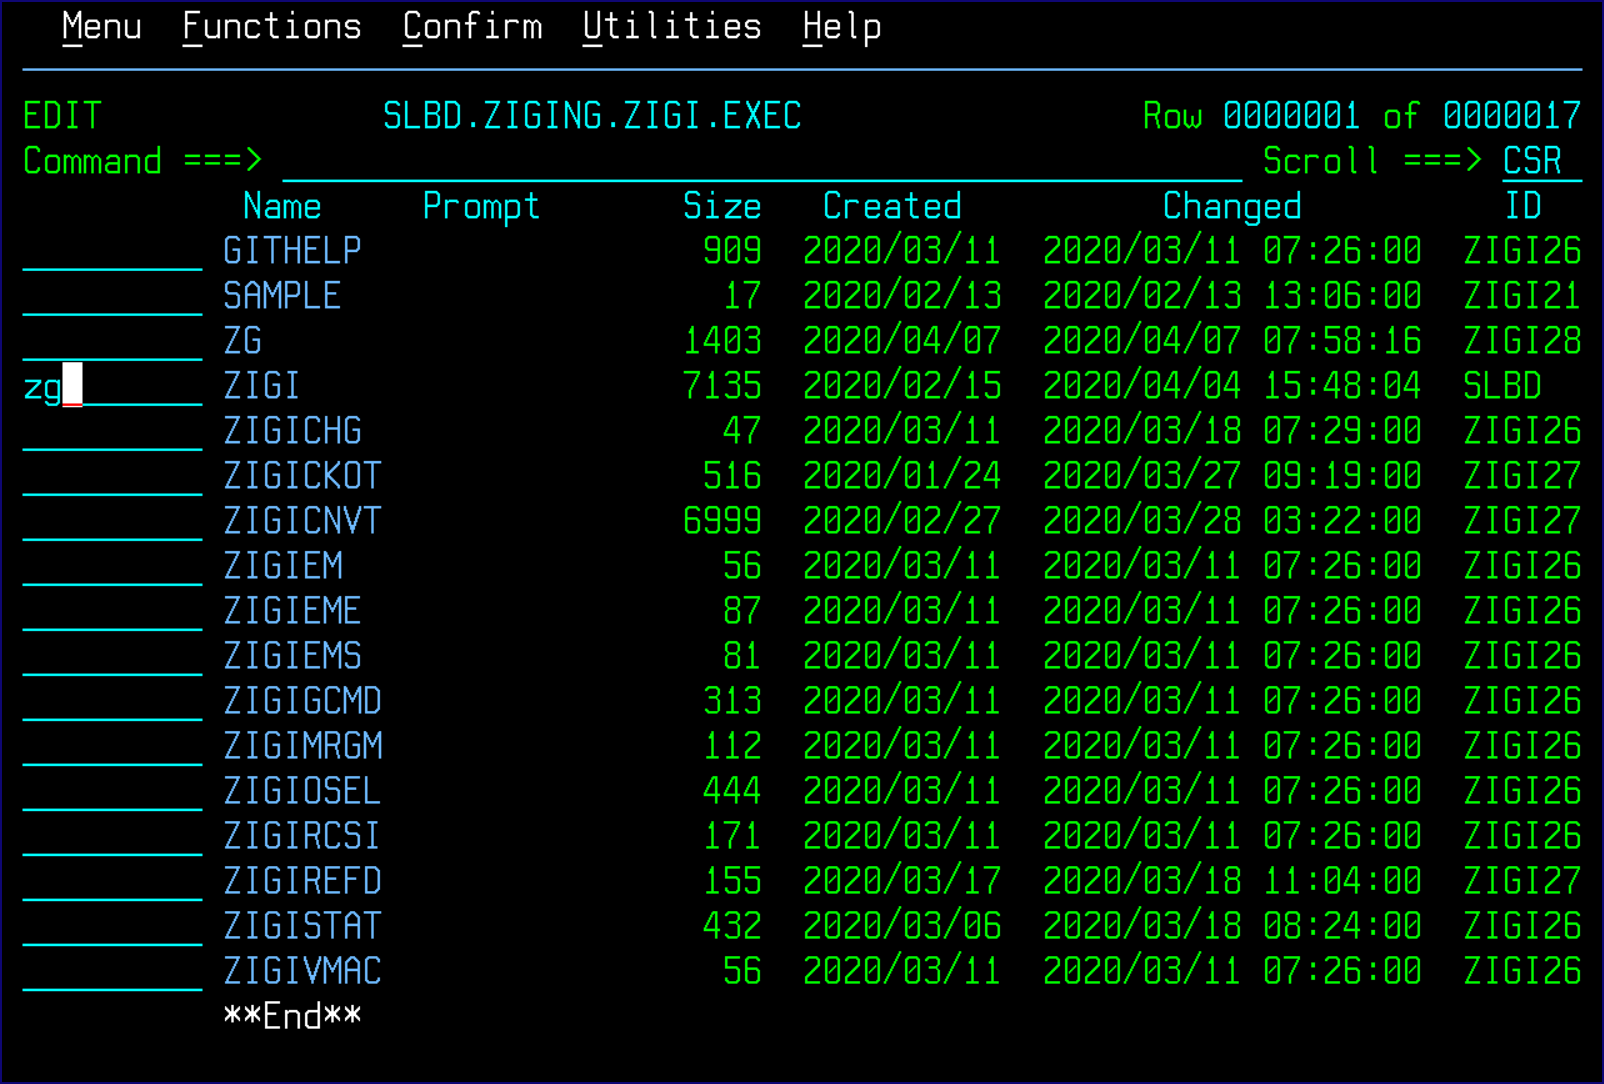 Menu Functions Confirm Utilities Help
EDIT SLBD.ZIGING.ZIGI.EXEC Row 0000001 of 0000017
Command ===> Scroll ===> CSR
Name Prompt Size Created Changed ID
GITHELP 909 2020/03/11 2020/03/11 07:26:00 ZIGI26
SAMPLE 17 2020/02/13 2020/02/13 13:06:00 ZIGI21
ZG 1403 2020/04/07 2020/04/07 07:58:16 ZIGI28
zg ZIGI 7135 2020/02/15 2020/04/04 15:48:04 SLBD
ZIGICHG 47 2020/03/11 2020/03/18 07:29:00 ZIGI26
ZIGICKOT 516 2020/01/24 2020/03/27 09:19:00 ZIGI27
ZIGICNVT 6999 2020/02/27 2020/03/28 03:22:00 ZIGI27
ZIGIEM 56 2020/03/11 2020/03/11 07:26:00 ZIGI26
ZIGIEME 87 2020/03/11 2020/03/11 07:26:00 ZIGI26
ZIGIEMS 81 2020/03/11 2020/03/11 07:26:00 ZIGI26
ZIGIGCMD 313 2020/03/11 2020/03/11 07:26:00 ZIGI26
ZIGIMRGM 112 2020/03/11 2020/03/11 07:26:00 ZIGI26
ZIGIOSEL 444 2020/03/11 2020/03/11 07:26:00 ZIGI26
ZIGIRCSI 171 2020/03/11 2020/03/11 07:26:00 ZIGI26
ZIGIREFD 155 2020/03/17 2020/03/18 11:04:00 ZIGI27
ZIGISTAT 432 2020/03/06 2020/03/18 08:24:00 ZIGI26
ZIGIVMAC 56 2020/03/11 2020/03/11 07:26:00 ZIGI26
**End**